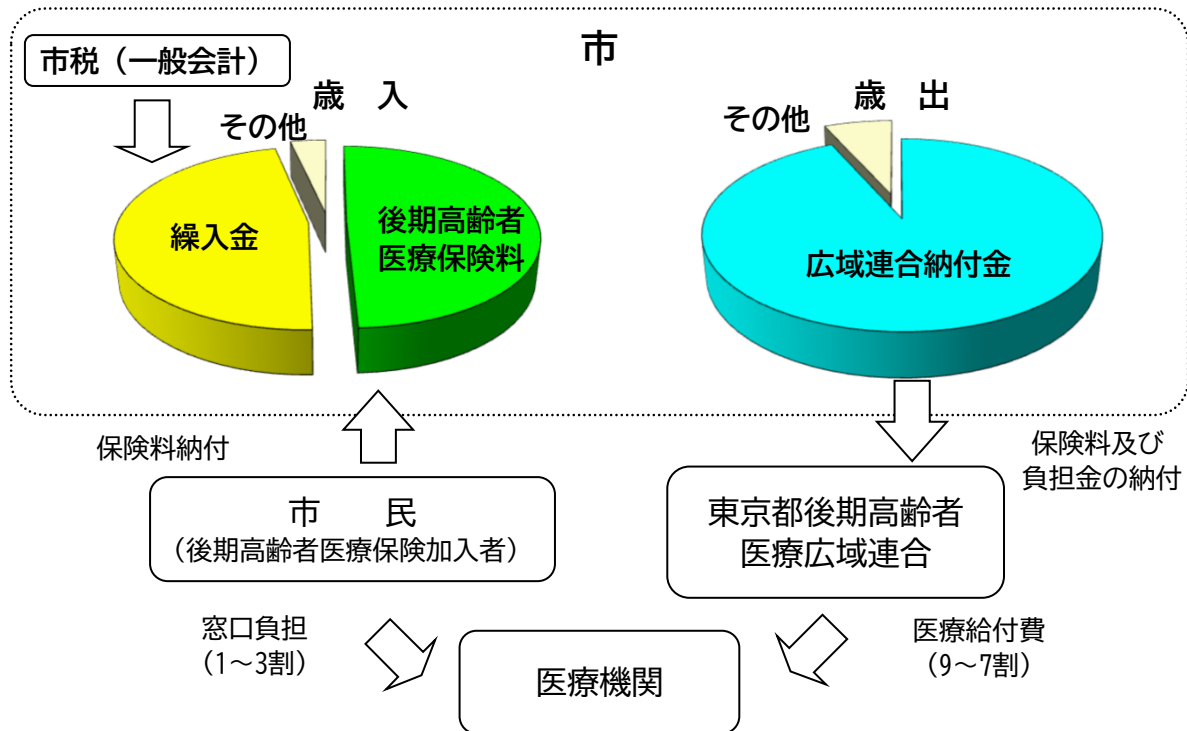 市
市税（一般会計）
歳　入
その他
繰入金
後期高齢者
医療保険料
歳　出
その他
広域連合納付金
保険料納付
保険料及び
負担金の納付
市　　民
（後期高齢者医療保険加入者）
東京都後期高齢者
医療広域連合
窓口負担
（1～3割）
医療給付費
（9～7割）
医療機関